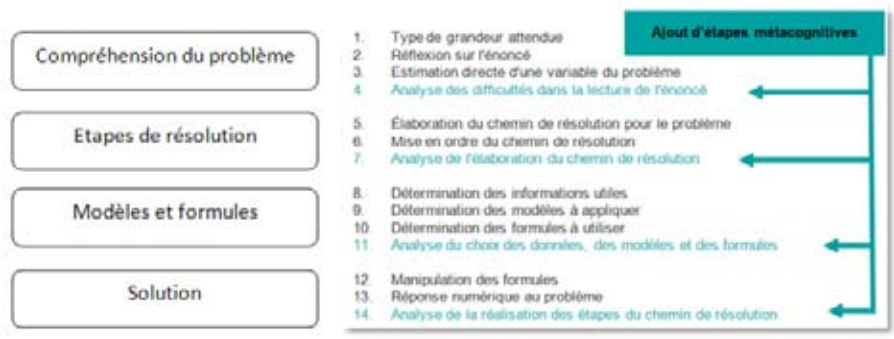 Compréhension du problème
Etapes de résolution
Modèles et formules
Solution
Ajout d'étapes métacognitives
1. Type de grandeur attendue
2. Réflexion sur l'énoncé
3. Estimation directe d'une variable du problème
4. Analyse des difficultés dans la lecture de l'énoncé
5. Élaboration du chemin de résolution pour le problème
6. Mise en ordre du chemin de résolution
7. Analyse de l'élaboration du chemin de résolution
8. Détermination des informations utiles
9. Détermination des modèles à appliquer
10. Détermination des formules à utiliser
11. Analyse du choix des données, des modèles et des formules
12. Manipulation des formules
13. Réponse numérique au problème
14. Analyse de la réalisation des étapes du chemin de résolution